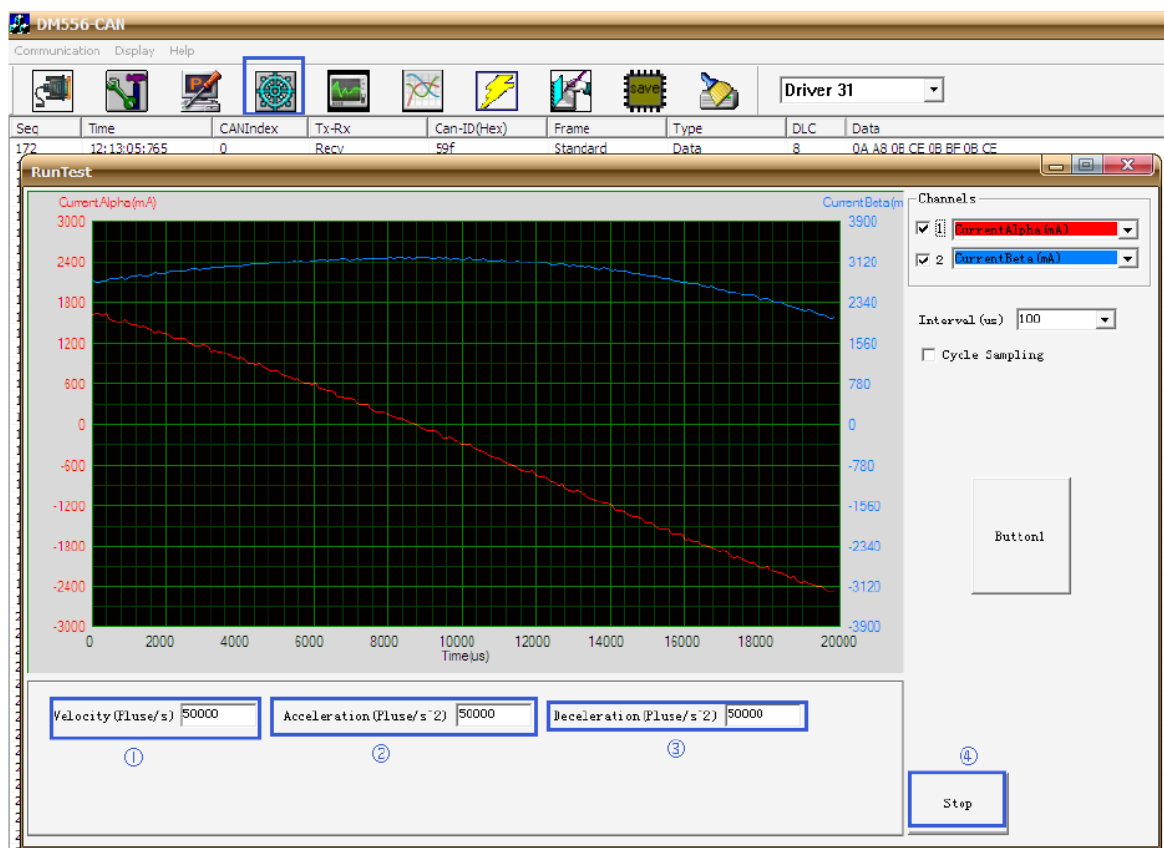 DM556-CAN
Communication Display Help
save Driver 31
Seq Time CANIndex Tx-Rx Can-ID(Hex) Frame Type DLC Data
172 12:13:05:765 0 Recv 59f Standard Data 8 0A A8 0B CE 0B BF 0B CE
RunTest
CurrentAlpha(mA) CurrentBeta(m
3000 3900
2400 3120
1800 2340
1200 1560
600 780
0 0
-600 -780
-1200 -1560
-1800 -2340
-2400 -3120
-3000 -3900
0 2000 4000 6000 8000 10000 12000 14000 16000 18000 20000
Time(us)
Channels
1 CurrentAlpha(mA)
2 CurrentBeta(mA)
Interval(us) 100
Cycle Sampling
Button1
Velocity(Pluse/s) 50000 Acceleration(Pluse/s^2) 50000 Deceleration(Pluse/s^2) 50000
① ② ③ ④
Stop